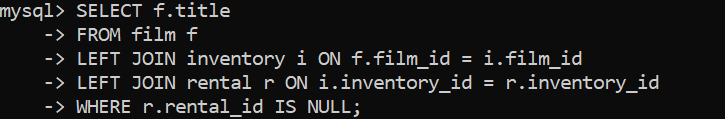 mysql> SELECT f.title
    -> FROM film f
    -> LEFT JOIN inventory i ON f.film_id = i.film_id
    -> LEFT JOIN rental r ON i.inventory_id = r.inventory_id
    -> WHERE r.rental_id IS NULL;